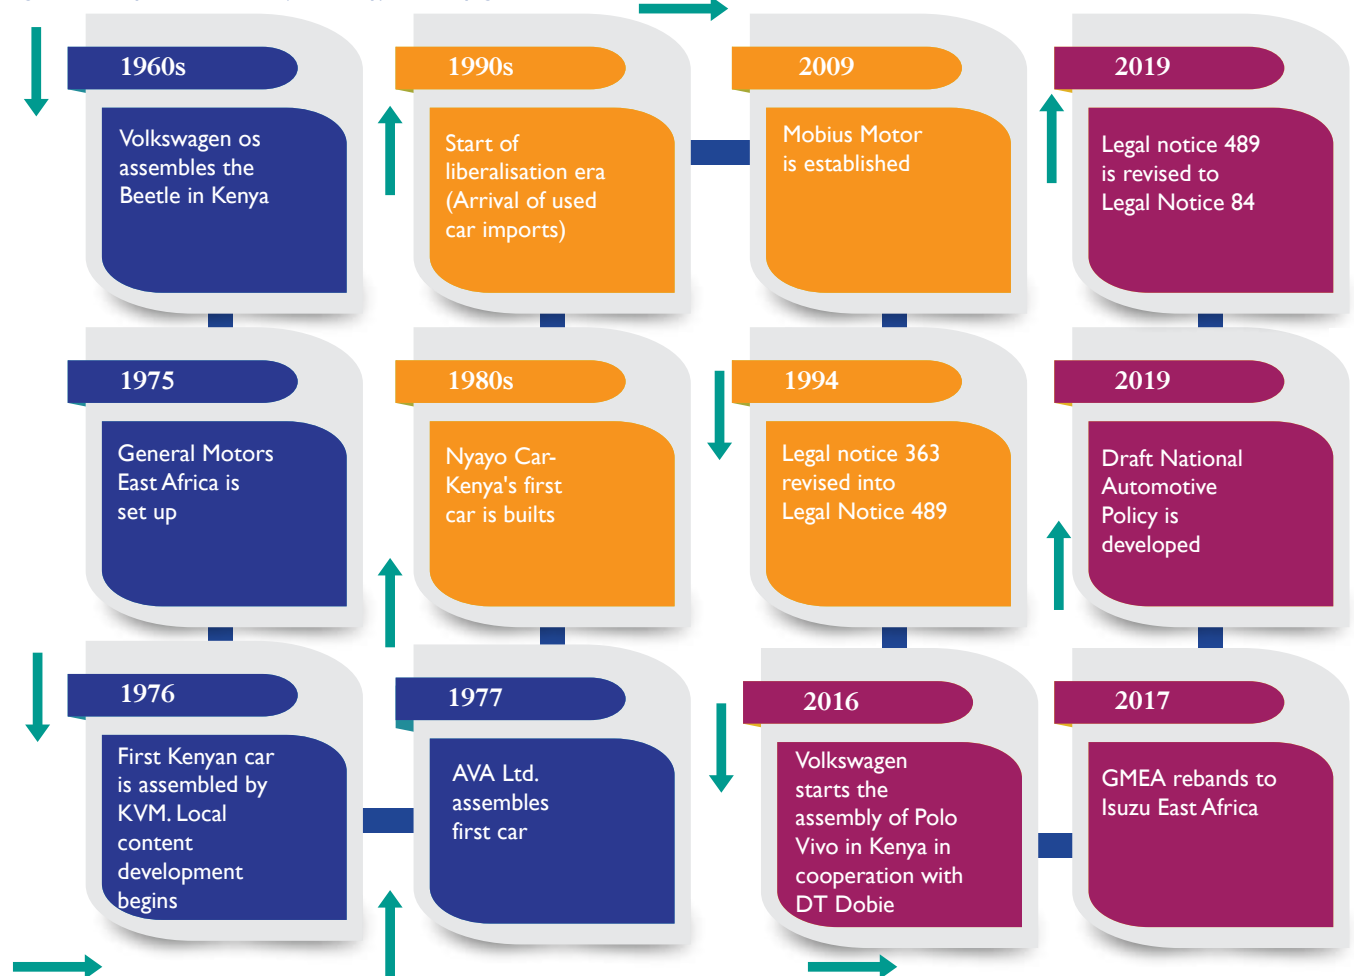 1960s
Volkswagen os
assembles the
Beetle in Kenya
1975
General Motors
East Africa is
set up
1976
First Kenyan car
is assembled by
KVM. Local
content
development
begins
1977
AVA Ltd.
assembles
first car
1980s
Nyayo Car-
Kenya's first
car is builts
1990s
Start of
liberalisation era
(Arrival of used
car imports)
2009
Mobius Motor
is established
1994
Legal notice 363
revised into
Legal Notice 489
2016
Volkswagen
starts the
assembly of Polo
Vivo in Kenya in
cooperation with
DT Dobie
2017
GMEA rebands to
Isuzu East Africa
2019
Draft National
Automotive
Policy is
developed
2019
Legal notice 489
is revised to
Legal Notice 84